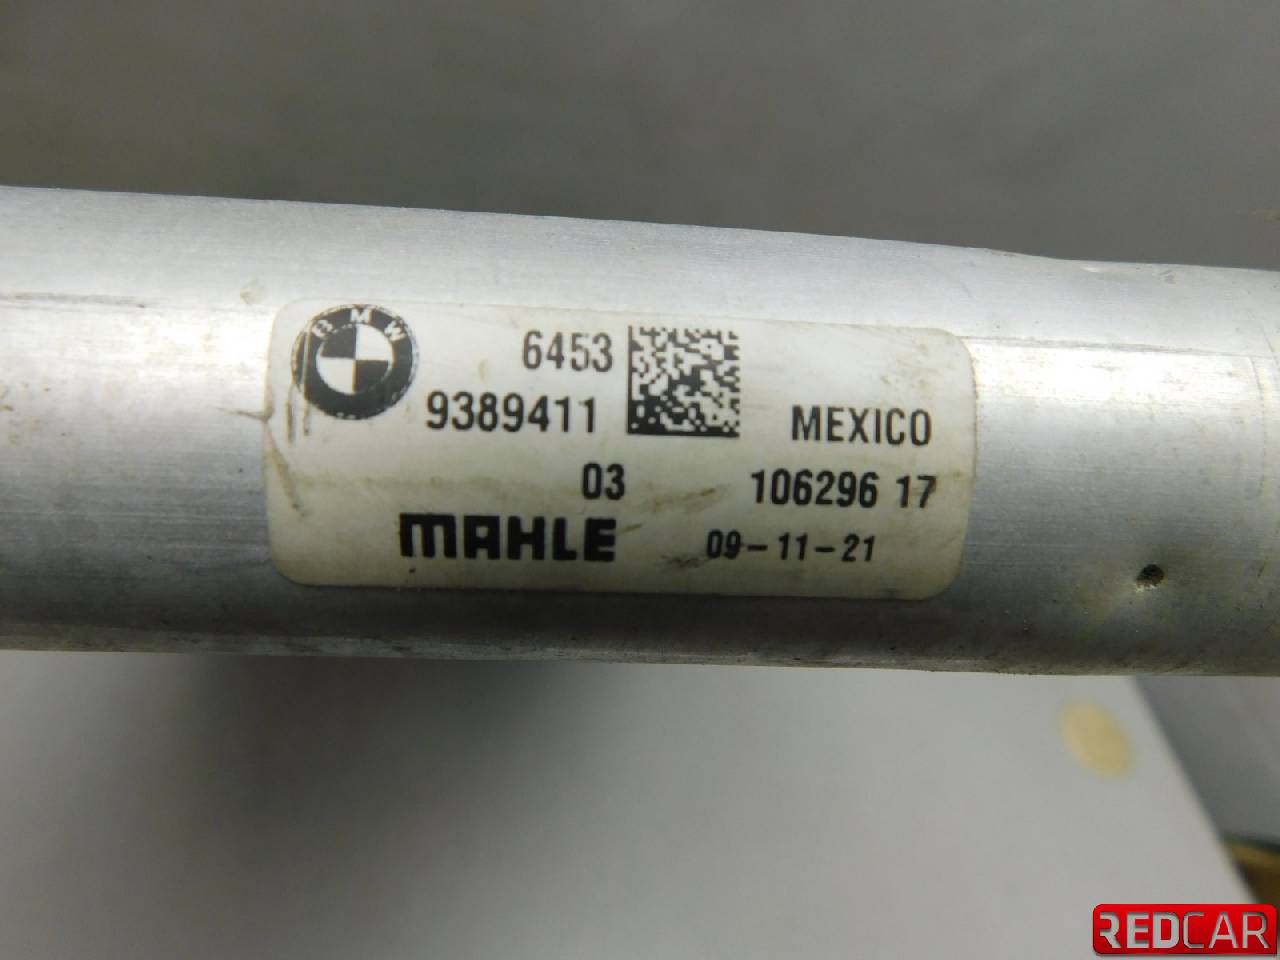 BMW
6453
9389411
MEXICO
03
106296 17
MAHLE
09-11-21
REDCAR